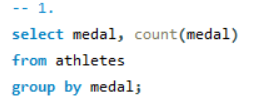 -- 1.
select medal, count(medal)
from athletes
group by medal;